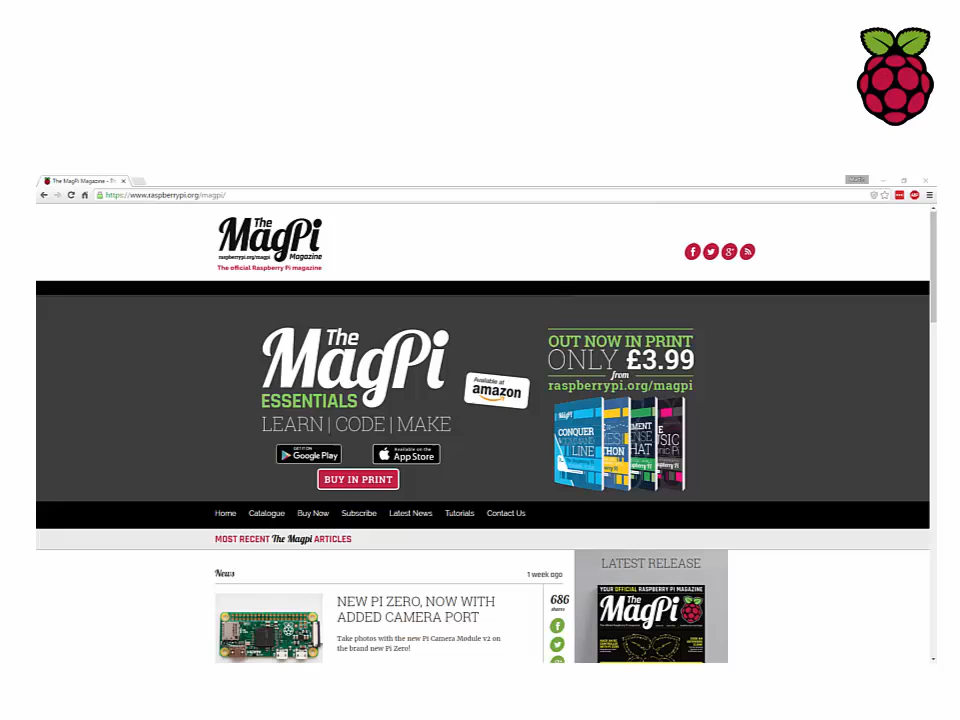 The MagPi Magazine - Th
https://www.raspberrypi.org/magpi/
The
MagPi
raspberrypi.org/magpi Magazine
The official Raspberry Pi magazine
The
MagPi
ESSENTIALS
LEARN | CODE | MAKE
GET IT ON
Google Play
Available on the
App Store
BUY IN PRINT
Available at
amazon
OUT NOW IN PRINT
ONLY £3.99
from
raspberrypi.org/magpi
MagPi
CONQUER
LINE
THON
MENT
HAT
SIC
Home Catalogue Buy Now Subscribe Latest News Tutorials Contact Us
MOST RECENT The Magpi ARTICLES
News 1 week ago
NEW PI ZERO, NOW WITH
ADDED CAMERA PORT
Take photos with the new Pi Camera Module v2 on
the brand new Pi Zero!
686
shares
LATEST RELEASE
YOUR OFFICIAL RASPBERRY PI MAGAZINE
The
MagPi